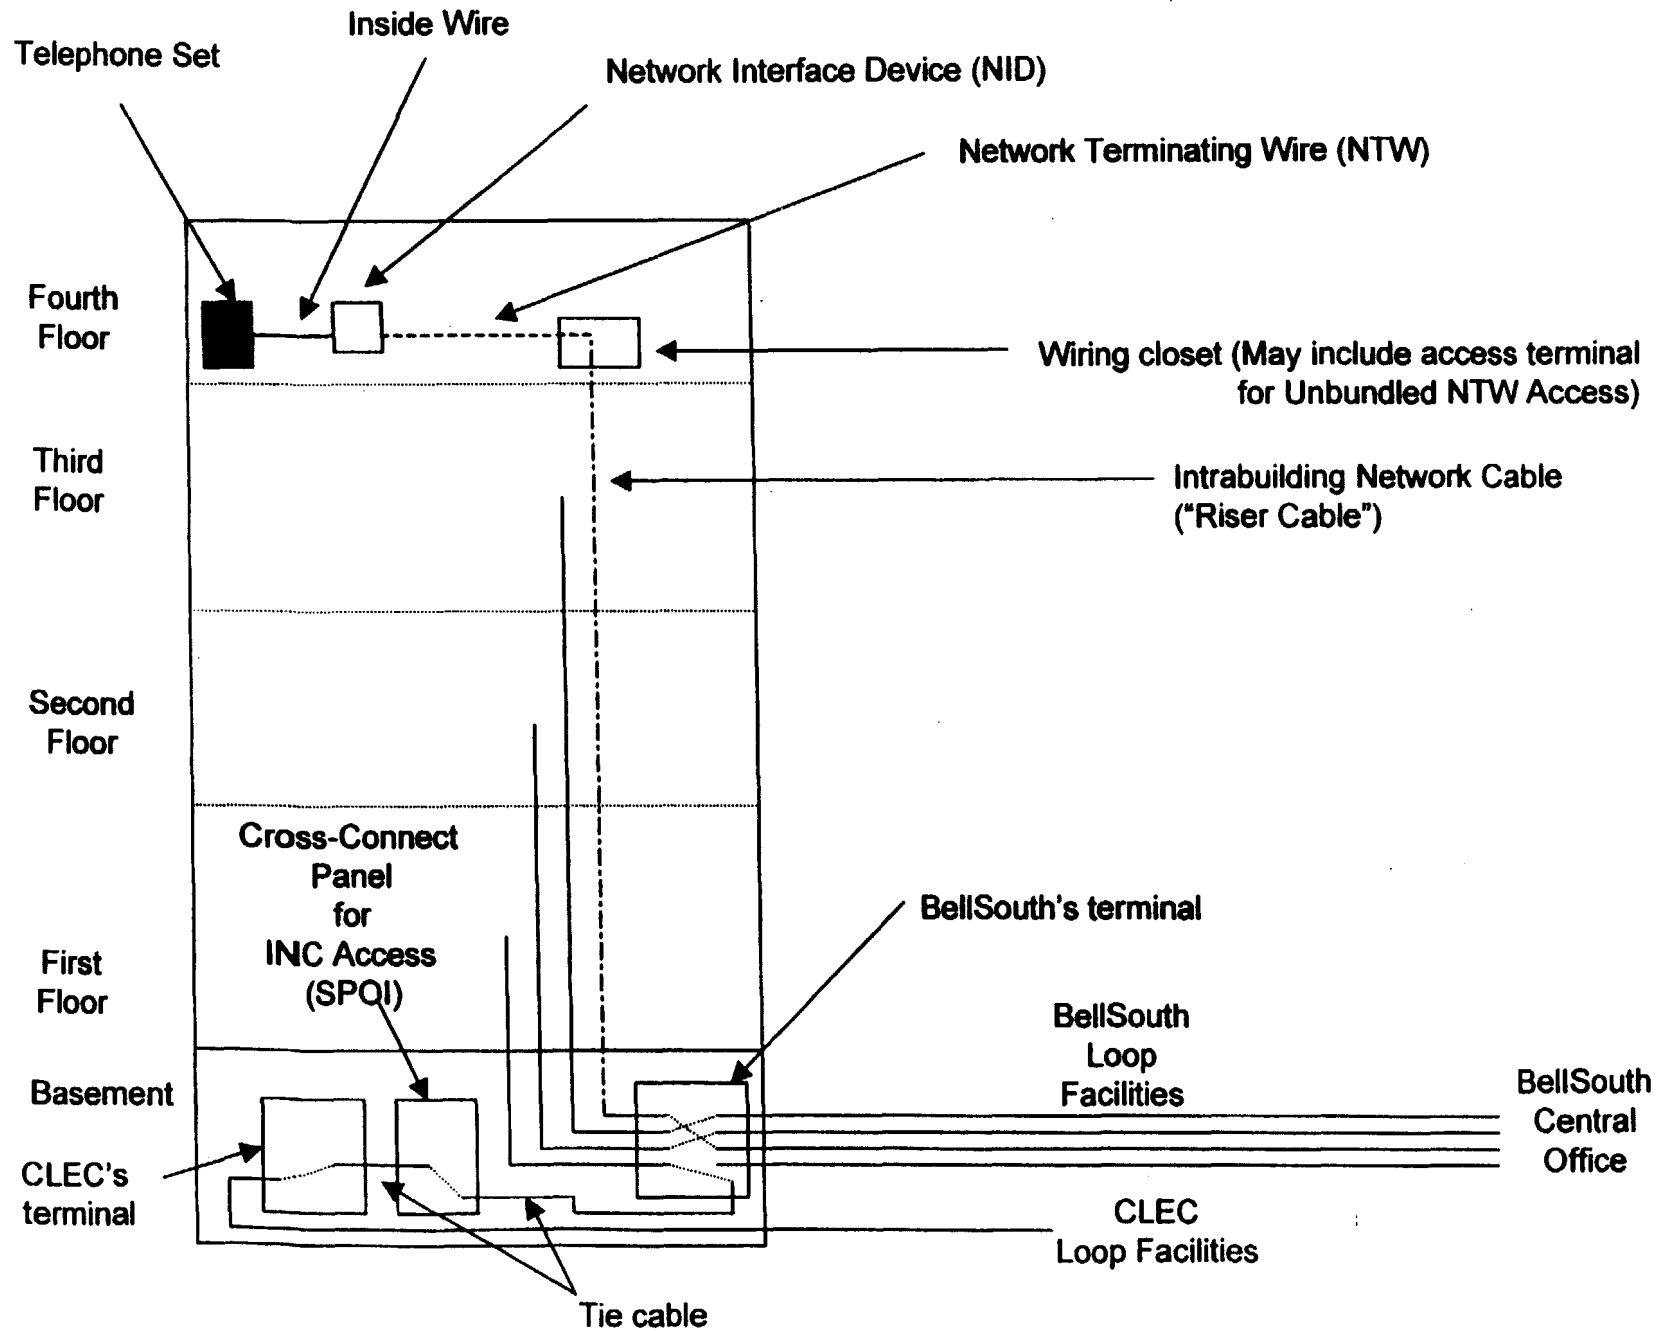 Inside Wire
Telephone Set
Network Interface Device (NID)
Network Terminating Wire (NTW)
Fourth
Floor
Wiring closet (May include access terminal
for Unbundled NTW Access)
Third
Floor
Intrabuilding Network Cable
("Riser Cable")
Second
Floor
Cross-Connect
Panel
for
INC Access
(SPOI)
BellSouth's terminal
First
Floor
BellSouth
Loop
Facilities
Basement
BellSouth
Central
Office
CLEC's
terminal
CLEC
Loop Facilities
Tie cable